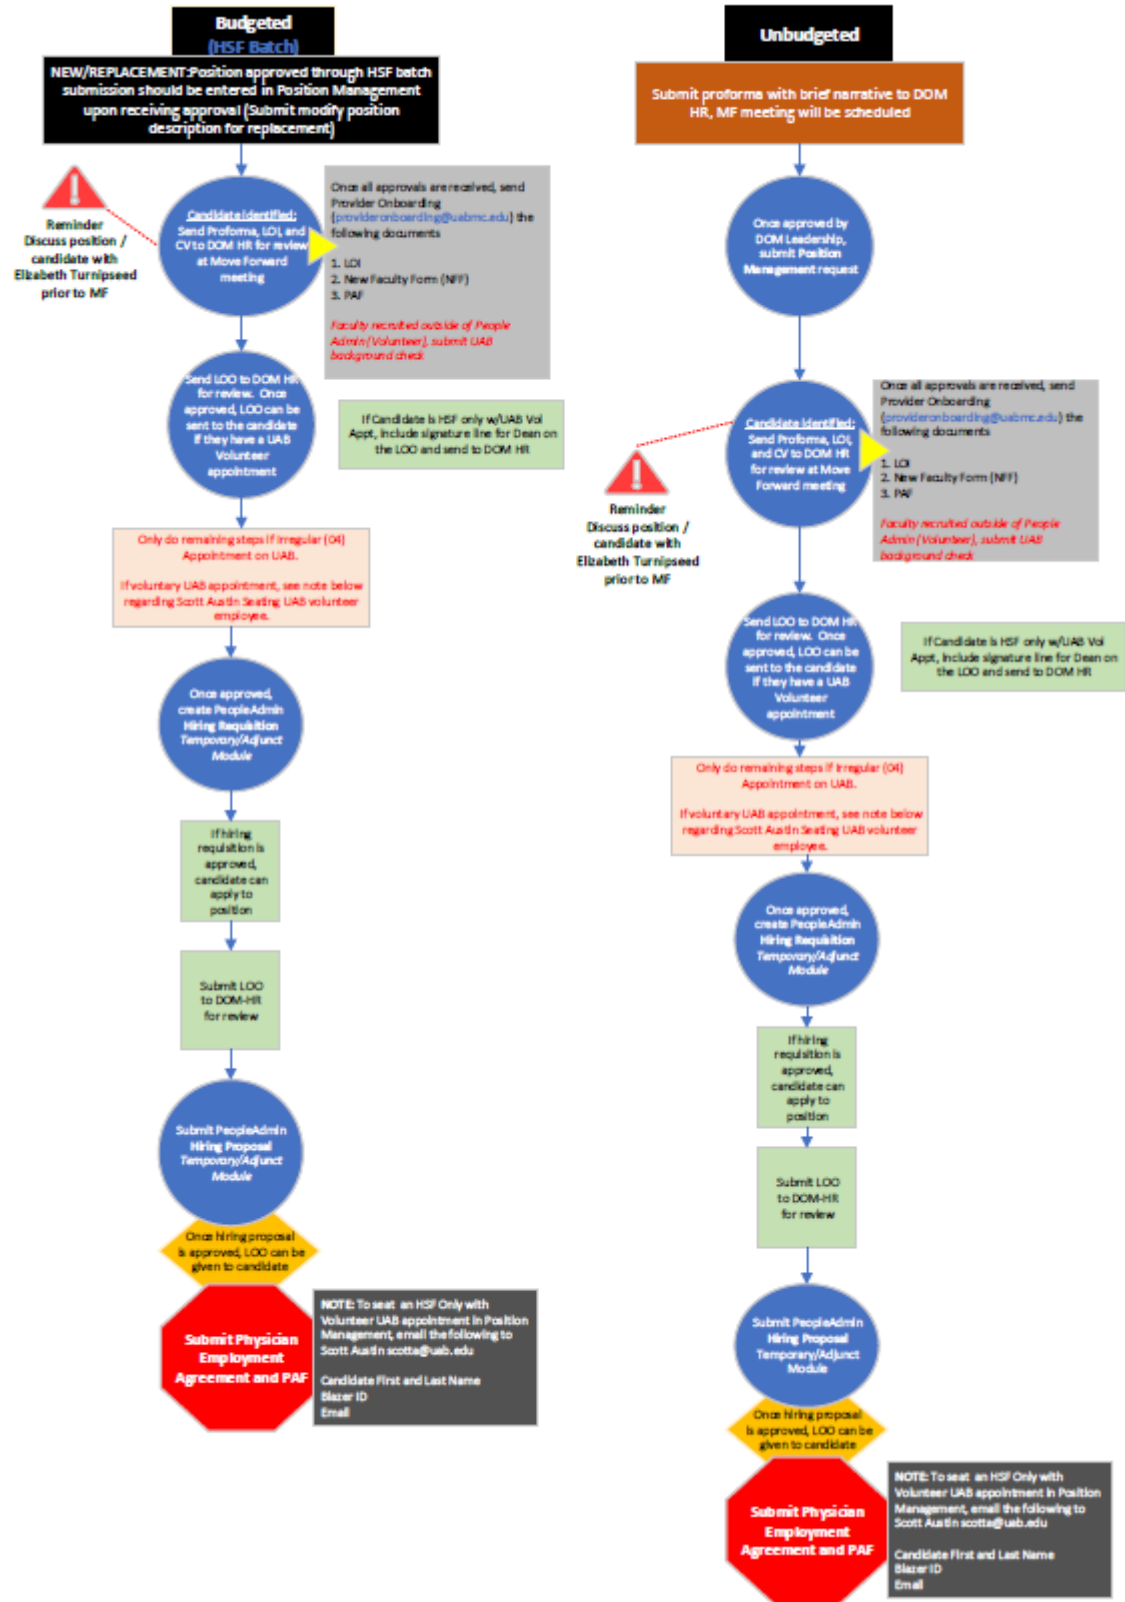 Budgeted
(HSF Batch)
NEW/REPLACEMENT:Position approved through HSF batch
submission should be entered in Position Management
upon receiving approval (Submit modify position
description for replacement)
Reminder
Discuss position /
candidate with
Elizabeth Turnipseed
prior to MF
Candidate Identified:
Send Proforma, LOI, and
CV to DOM HR for review
at Move Forward
meeting
Once all approvals are received, send
Provider Onboarding
(provideronboarding@uabmc.edu) the
following documents
1. LOI
2. New Faculty Form (NFF)
3. PAF
Faculty recruited outside of People
Admin (Volunteer), submit UAB
background check
Send LOO to DOM HR
for review. Once
approved, LOO can be
sent to the candidate
if they have a UAB
Volunteer
appointment
If Candidate is HSF only w/UAB Vol
Appt, include signature line for Dean on
the LOO and send to DOM HR
Only do remaining steps if Irregular (04)
Appointment on UAB.
If voluntary UAB appointment, see note below
regarding Scott Austin Seating UAB volunteer
employee.
Once approved,
create PeopleAdmin
Hiring Requisition
Temporary/Adjunct
Module
If hiring
requisition is
approved,
candidate can
apply to
position
Submit LOO
to DOM-HR
for review
Submit PeopleAdmin
Hiring Proposal
Temporary/Adjunct
Module
Once hiring proposal
is approved, LOO can be
given to candidate
Submit Physician
Employment
Agreement and PAF
NOTE: To seat an HSF Only with
Volunteer UAB appointment in Position
Management, email the following to
Scott Austin scotta@uab.edu
Candidate First and Last Name
Blazer ID
Email
Unbudgeted
Submit proforma with brief narrative to DOM
HR, MF meeting will be scheduled
Once approved by
DOM Leadership,
submit Position
Management request
Candidate Identified:
Send Proforma, LOI,
and CV to DOM HR
for review at Move
Forward meeting
Once all approvals are received, send
Provider Onboarding
(provideronboarding@uabmc.edu) the
following documents
1. LOI
2. New Faculty Form (NFF)
3. PAF
Faculty recruited outside of People
Admin (Volunteer), submit UAB
background check
Reminder
Discuss position /
candidate with
Elizabeth Turnipseed
prior to MF
Send LOO to DOM HR
for review. Once
approved, LOO can be
sent to the candidate
if they have a UAB
Volunteer
appointment
If Candidate is HSF only w/UAB Vol
Appt, include signature line for Dean on
the LOO and send to DOM HR
Only do remaining steps if Irregular (04)
Appointment on UAB.
If voluntary UAB appointment, see note below
regarding Scott Austin Seating UAB volunteer
employee.
Once approved,
create PeopleAdmin
Hiring Requisition
Temporary/Adjunct
Module
If hiring
requisition is
approved,
candidate can
apply to
position
Submit LOO
to DOM-HR
for review
Submit PeopleAdmin
Hiring Proposal
Temporary/Adjunct
Module
Once hiring proposal
is approved, LOO can be
given to candidate
Submit Physician
Employment
Agreement and PAF
NOTE: To seat an HSF Only with
Volunteer UAB appointment in Position
Management, email the following to
Scott Austin scotta@uab.edu
Candidate First and Last Name
Blazer ID
Email